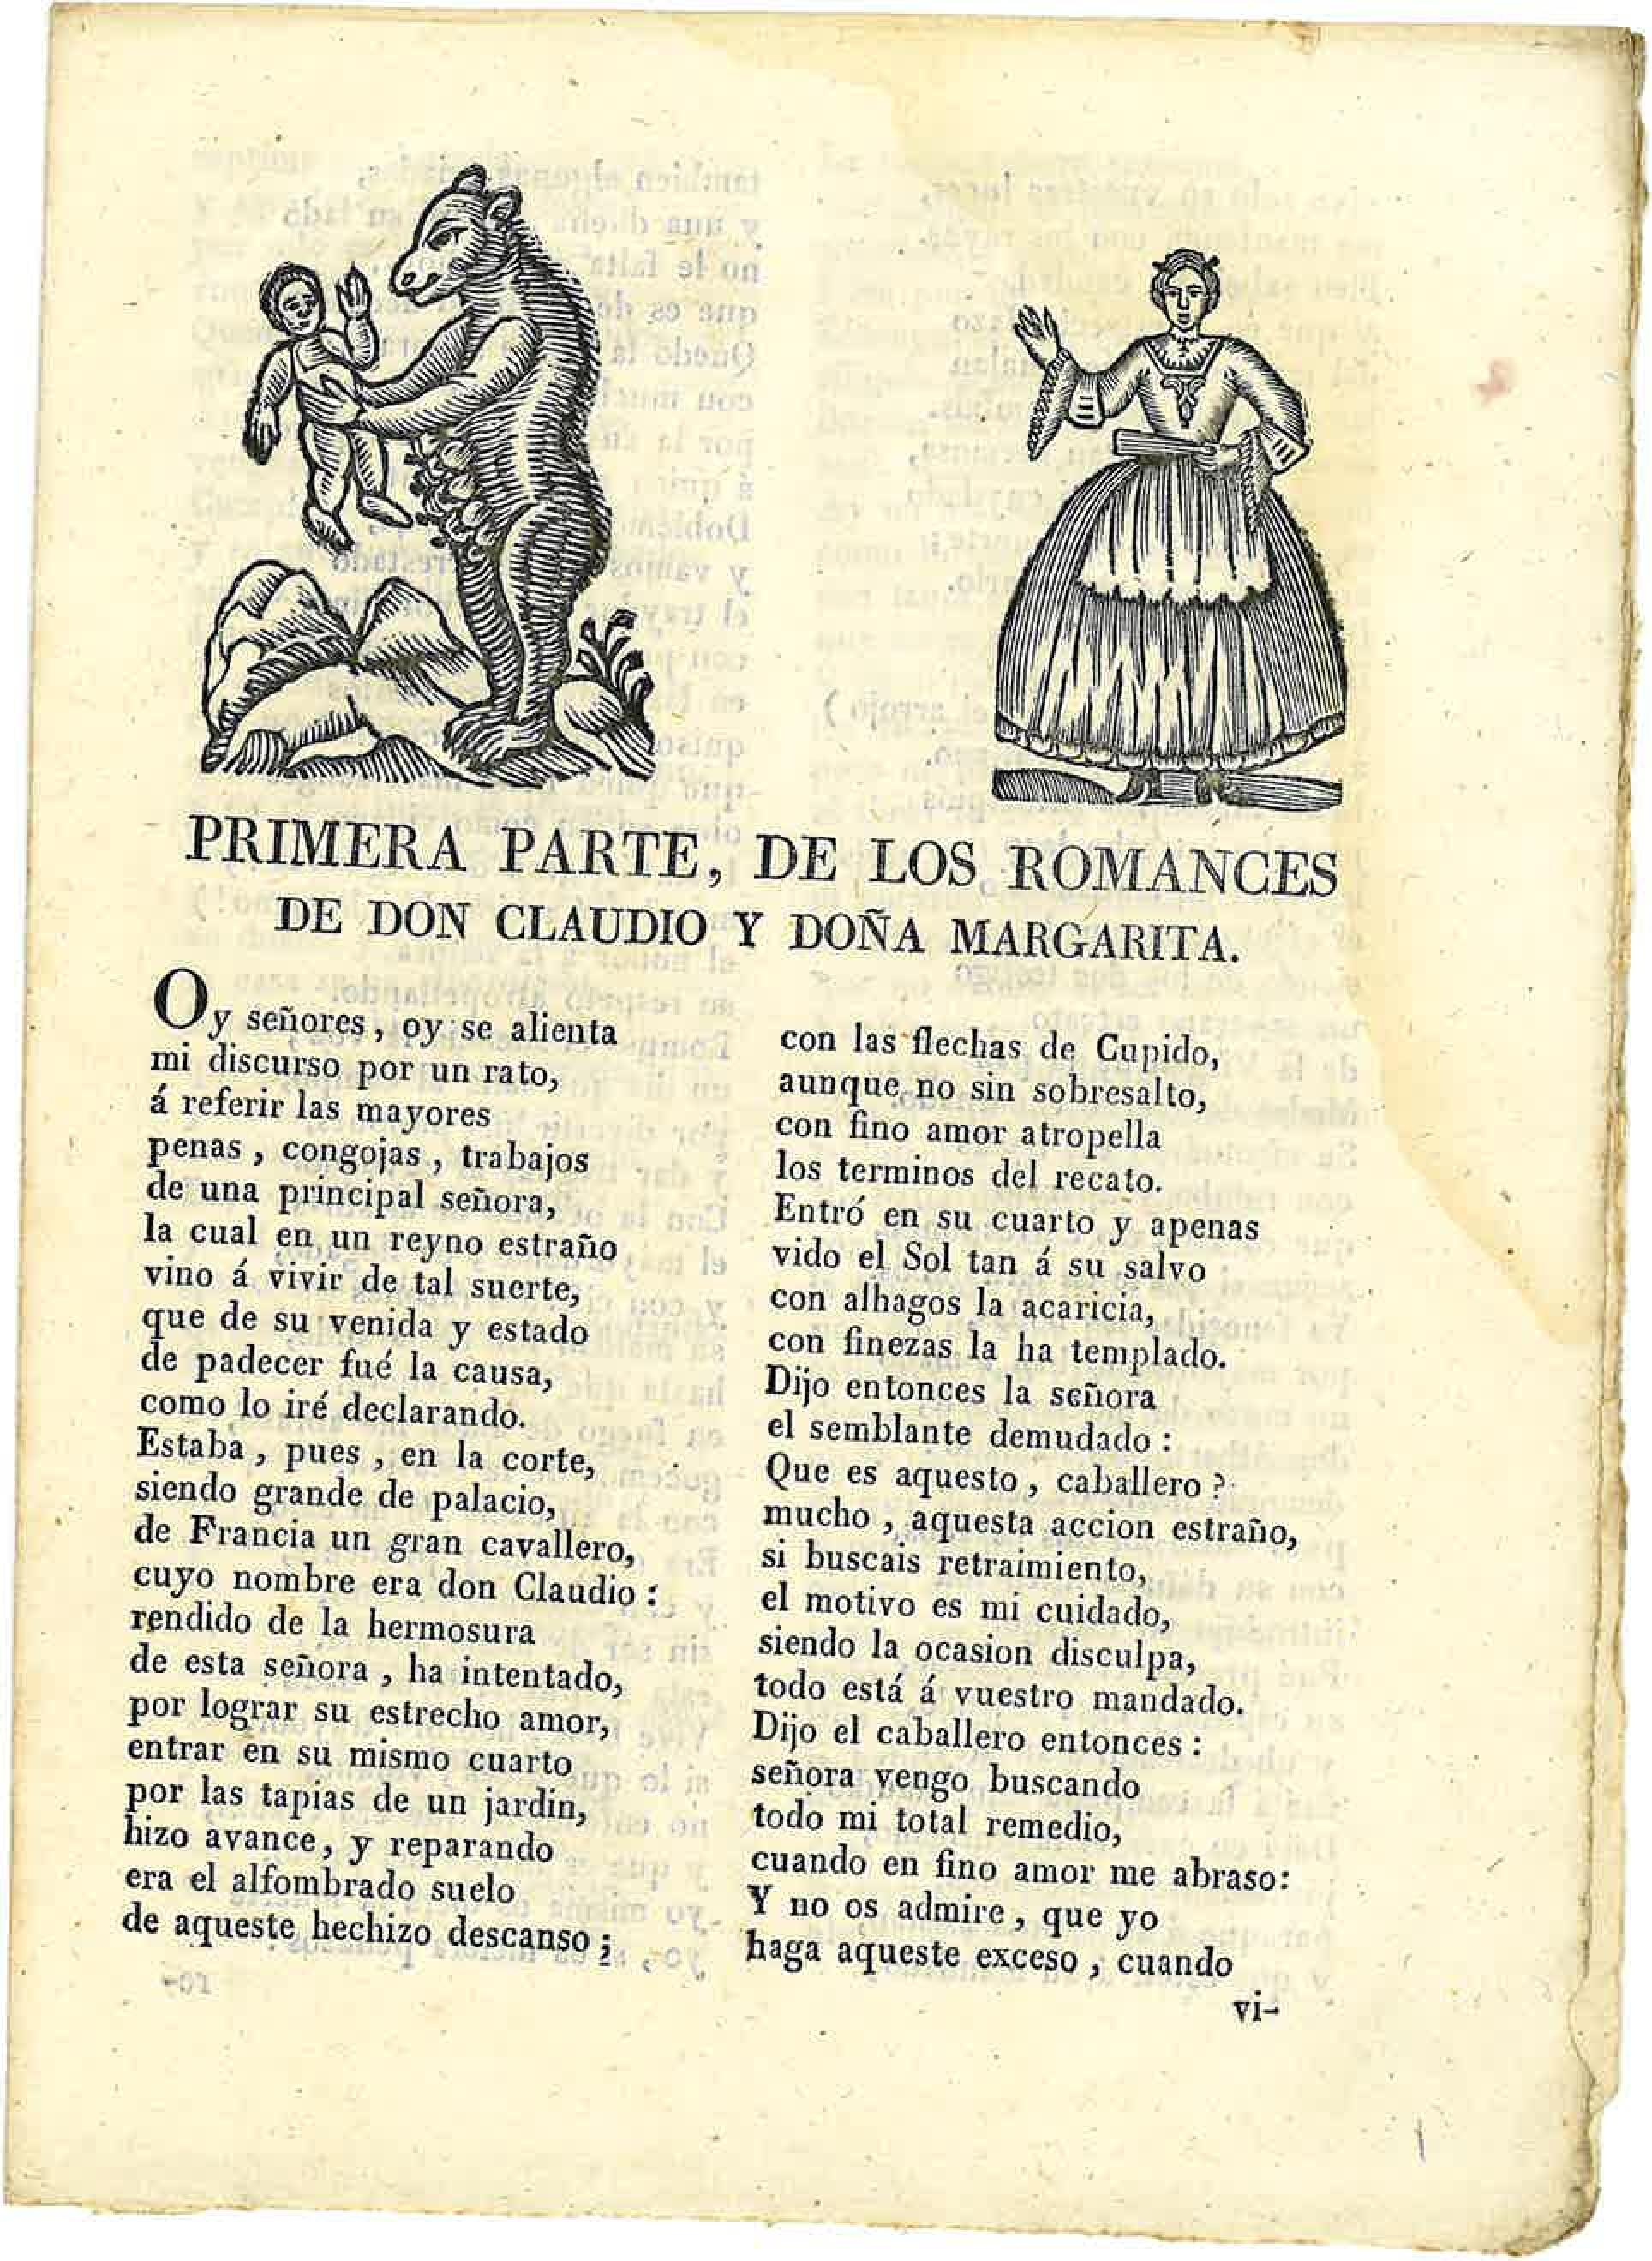 PRIMERA PARTE, DE LOS ROMANCES
DE DON CLAUDIO Y DOÑA MARGARITA.
Oy señores, oy se alienta
mi discurso por un rato,
á referir las mayores
penas, congojas, trabajos
de una principal señora,
la cual en un reyno estraño
vino á vivir de tal suerte,
que de su venida y estado
de padecer fué la causa,
como lo iré declarando.
Estaba, pues, en la corte,
siendo grande de palacio,
de Francia un gran cavallero,
cuyo nombre era don Claudio:
rendido de la hermosura
de esta señora, ha intentado,
por lograr su estrecho amor,
entrar en su mismo cuarto
por las tapias de un jardin,
hizo avance, y reparando
era el alfombrado suelo
de aqueste hechizo descanso;
con las flechas de Cupido,
aunque no sin sobresalto,
con fino amor atropella
los terminos del recato.
Entró en su cuarto y apenas
vido el Sol tan á su salvo
con alhagos la acaricia,
con finezas la ha templado.
Dijo entonces la señora
el semblante demudado:
Que es aquesto, caballero?
mucho, aquesta accion estraño,
si buscais retraimiento,
el motivo es mi cuidado,
siendo la ocasion disculpa,
todo está á vuestro mandado.
Dijo el caballero entonces:
señora vengo buscando
todo mi total remedio,
cuando en fino amor me abraso:
Y no os admire, que yo
haga aqueste exceso, cuando
vi-